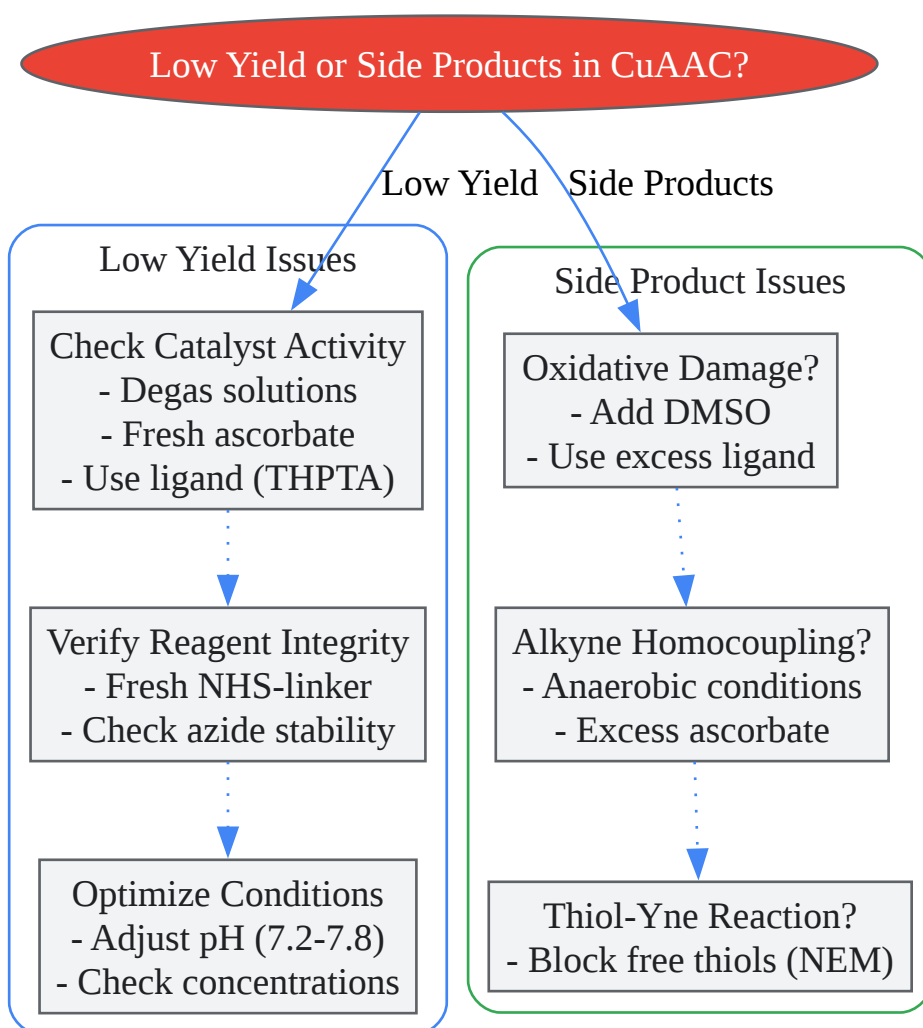 Low Yield or Side Products in CuAAC?
Low Yield
Side Products
Low Yield Issues
Check Catalyst Activity
- Degas solutions
- Fresh ascorbate
- Use ligand (THPTA)
Verify Reagent Integrity
- Fresh NHS-linker
- Check azide stability
Optimize Conditions
- Adjust pH (7.2-7.8)
- Check concentrations
Side Product Issues
Oxidative Damage?
- Add DMSO
- Use excess ligand
Alkyne Homocoupling?
- Anaerobic conditions
- Excess ascorbate
Thiol-Yne Reaction?
- Block free thiols (NEM)